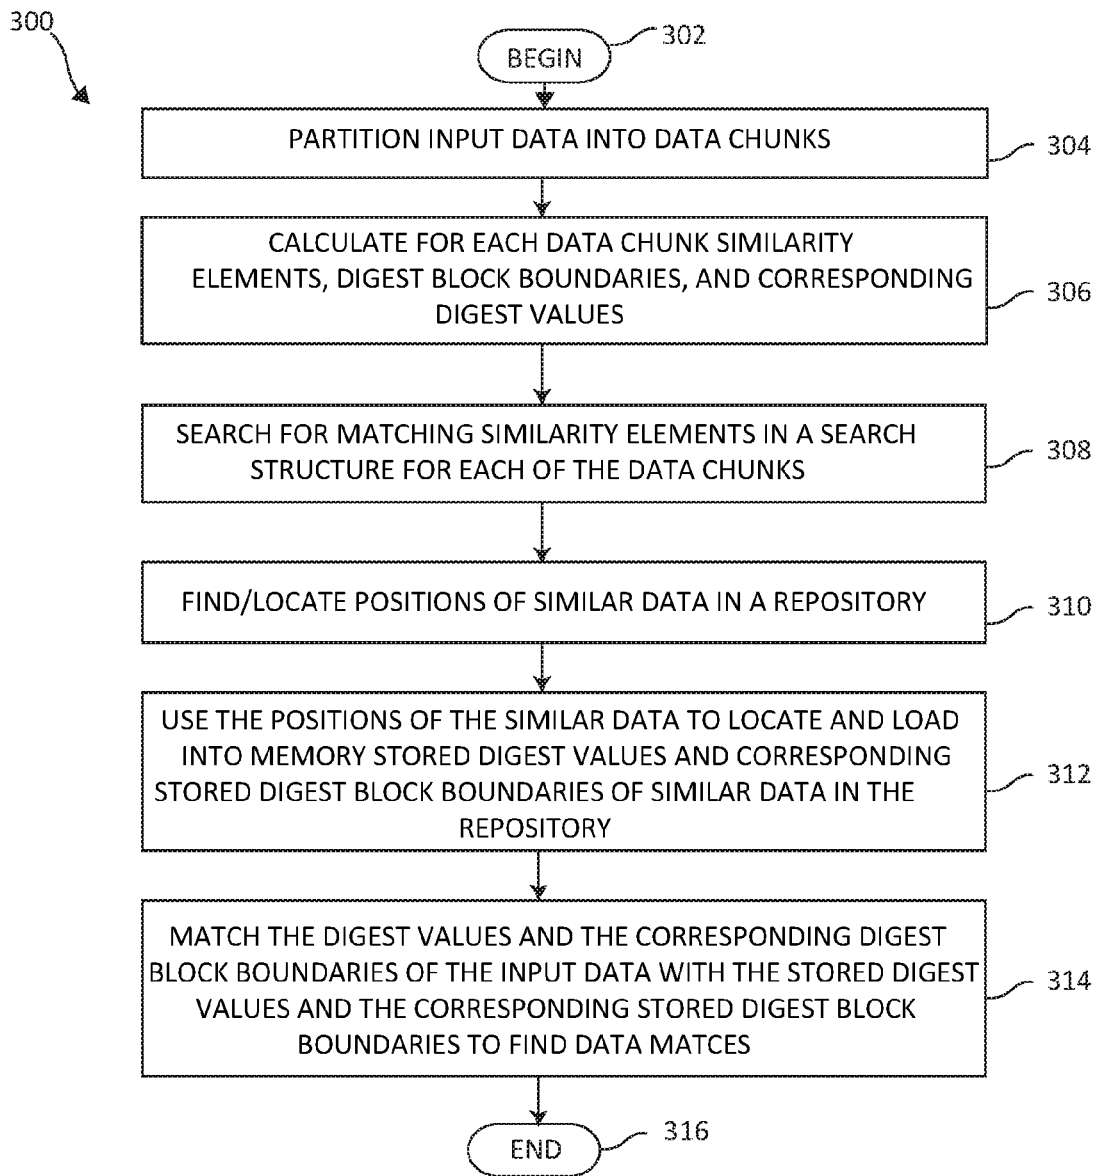 300
BEGIN
302
PARTITION INPUT DATA INTO DATA CHUNKS
304
CALCULATE FOR EACH DATA CHUNK SIMILARITY
ELEMENTS, DIGEST BLOCK BOUNDARIES, AND CORRESPONDING
DIGEST VALUES
306
SEARCH FOR MATCHING SIMILARITY ELEMENTS IN A SEARCH
STRUCTURE FOR EACH OF THE DATA CHUNKS
308
FIND/LOCATE POSITIONS OF SIMILAR DATA IN A REPOSITORY
310
USE THE POSITIONS OF THE SIMILAR DATA TO LOCATE AND LOAD
INTO MEMORY STORED DIGEST VALUES AND CORRESPONDING
STORED DIGEST BLOCK BOUNDARIES OF SIMILAR DATA IN THE
REPOSITORY
312
MATCH THE DIGEST VALUES AND THE CORRESPONDING DIGEST
BLOCK BOUNDARIES OF THE INPUT DATA WITH THE STORED DIGEST
VALUES AND THE CORRESPONDING STORED DIGEST BLOCK
BOUNDARIES TO FIND DATA MATCES
314
END
316